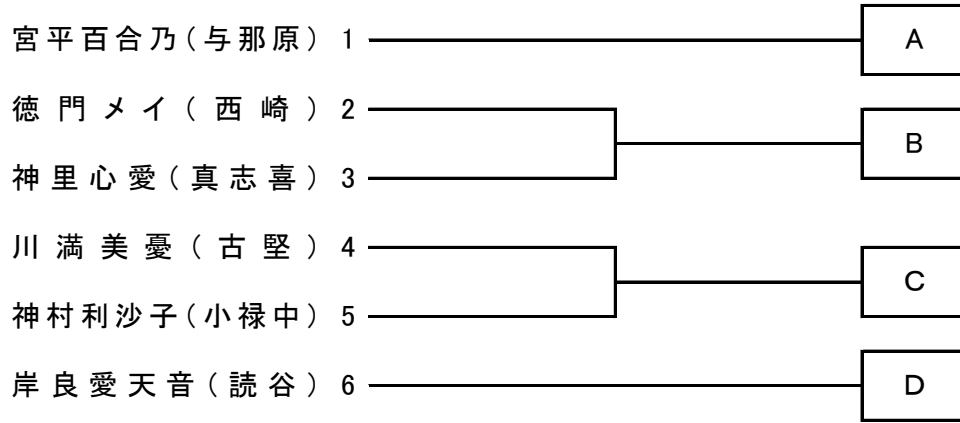 宮平百合乃(与那原) 1 A
徳門メイ(西崎) 2
B
神里心愛(真志喜) 3
川満美憂(古堅) 4
C
神村利沙子(小禄中) 5
岸良愛天音(読谷) 6 D